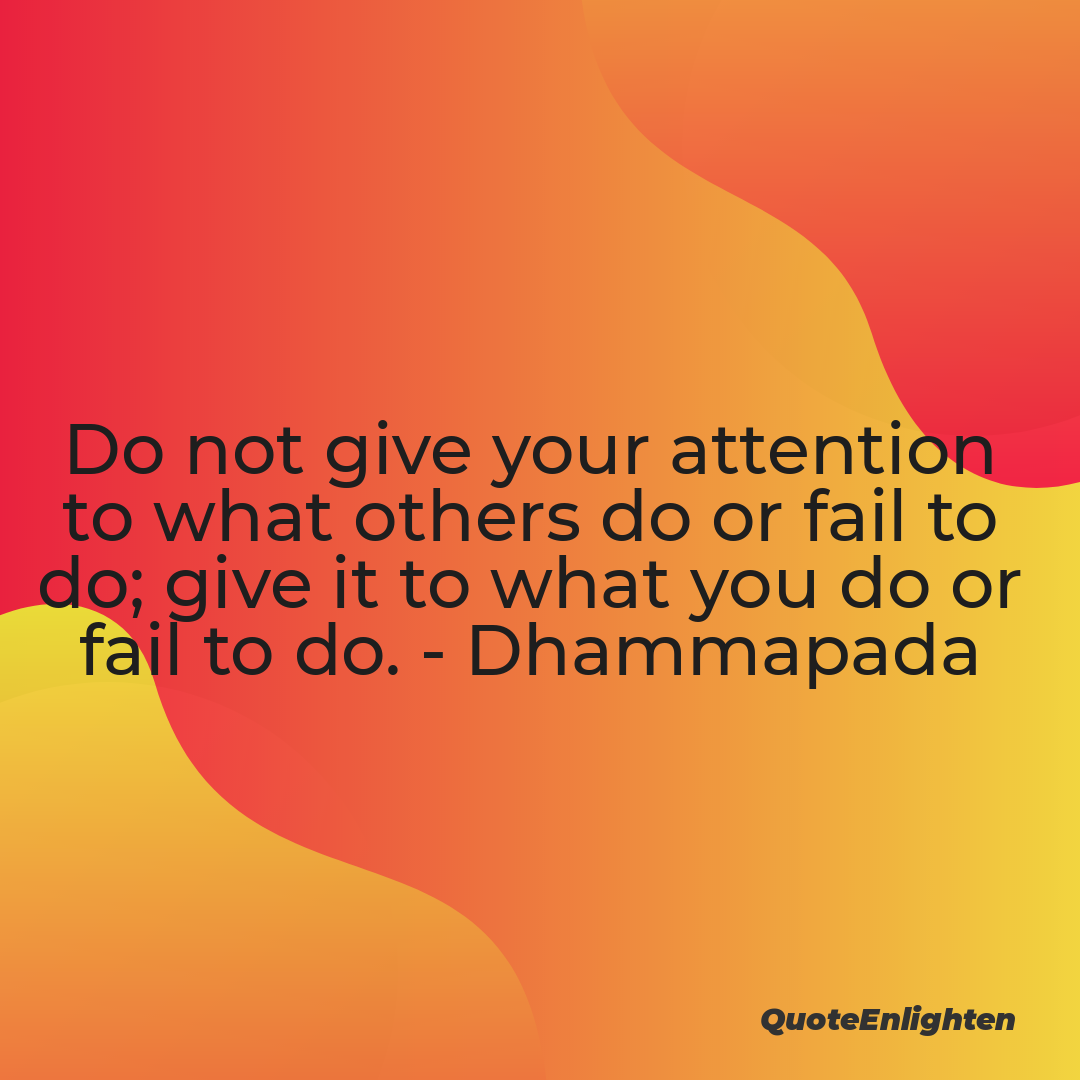 Do not give your attention
to what others do or fail to
do; give it to what you do or
fail to do. - Dhammapada
QuoteEnlighten